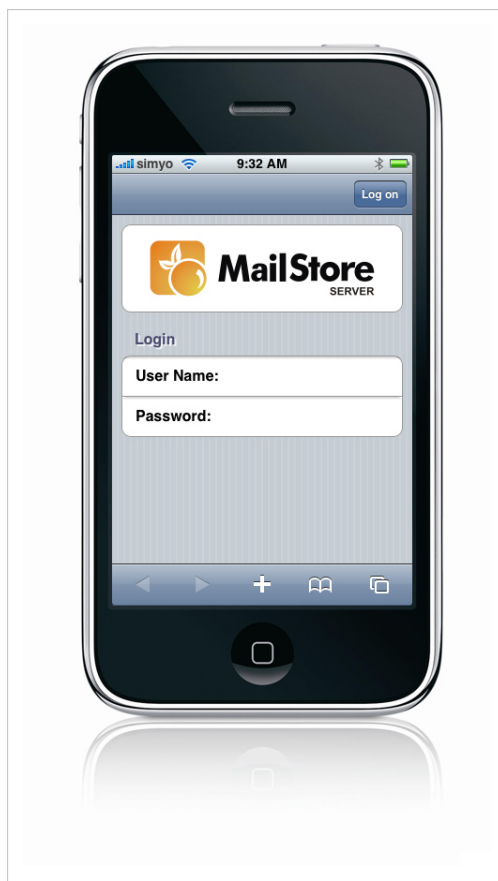 simyo 9:32 AM
Log on
MailStore
SERVER
Login
User Name:
Password: